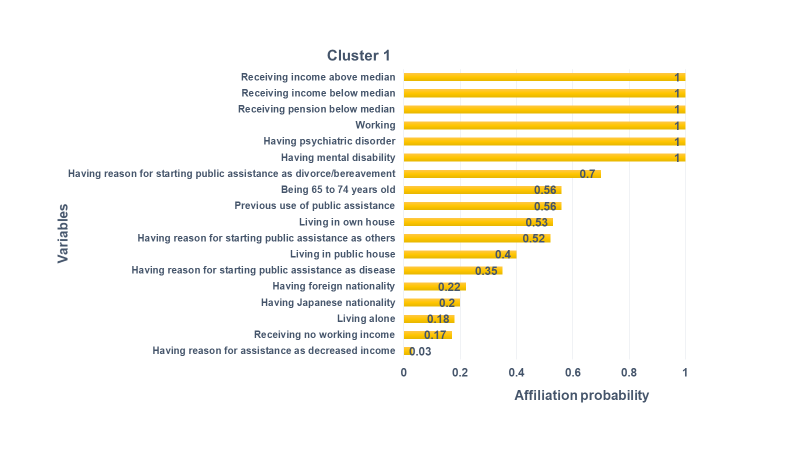 Cluster 1
Receiving income above median 1
Receiving income below median 1
Receiving pension below median 1
Working 1
Having psychiatric disorder 1
Having mental disability 1
Having reason for starting public assistance as divorce/bereavement 0.7
Being 65 to 74 years old 0.56
Previous use of public assistance 0.56
Living in own house 0.53
Having reason for starting public assistance as others 0.52
Living in public house 0.4
Having reason for starting public assistance as disease 0.35
Having foreign nationality 0.22
Having Japanese nationality 0.2
Living alone 0.18
Receiving no working income 0.17
Having reason for assistance as decreased income 0.03
0 0.2 0.4 0.6 0.8 1
Affiliation probability
Variables